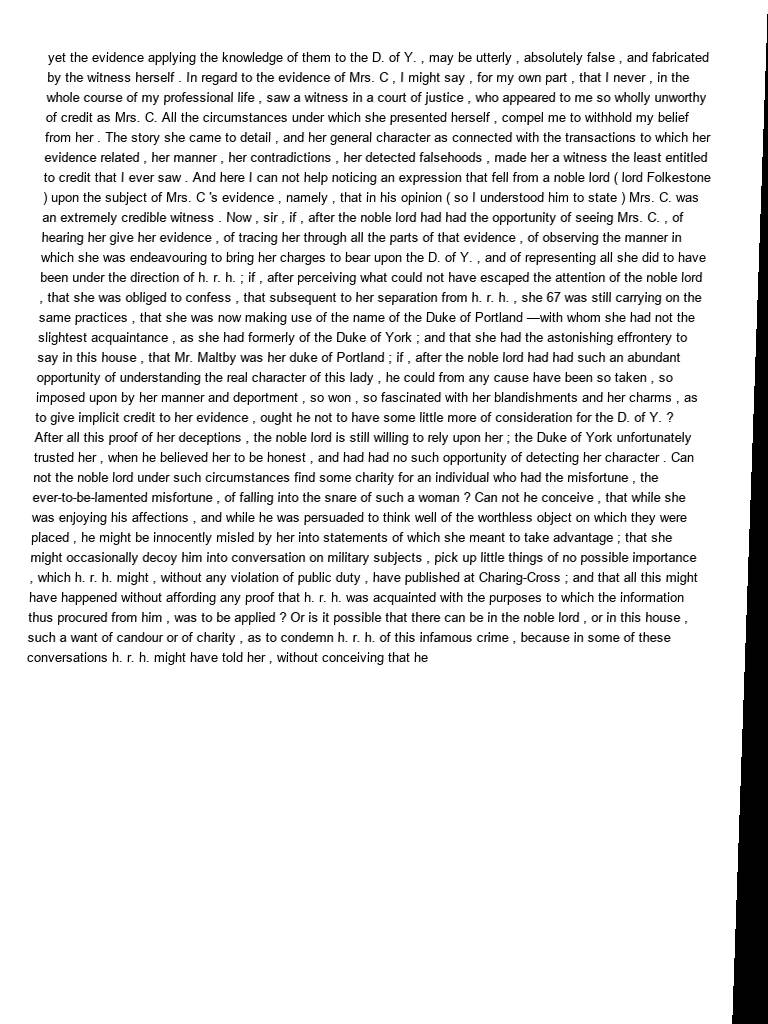 yet the evidence applying the knowledge of them to the D. of Y. , may be utterly , absolutely false , and fabricated
by the witness herself . In regard to the evidence of Mrs. C , I might say , for my own part , that I never , in the
whole course of my professional life , saw a witness in a court of justice , who appeared to me so wholly unworthy
of credit as Mrs. C. All the circumstances under which she presented herself , compel me to withhold my belief
from her . The story she came to detail , and her general character as connected with the transactions to which her
evidence related , her manner , her contradictions , her detected falsehoods , made her a witness the least entitled
to credit that I ever saw . And here I can not help noticing an expression that fell from a noble lord ( lord Folkestone
) upon the subject of Mrs. C 's evidence , namely , that in his opinion ( so I understood him to state ) Mrs. C. was
an extremely credible witness . Now , sir , if , after the noble lord had had the opportunity of seeing Mrs. C. , of
hearing her give her evidence , of tracing her through all the parts of that evidence , of observing the manner in
which she was endeavouring to bring her charges to bear upon the D. of Y. , and of representing all she did to have
been under the direction of h. r. h. ; if , after perceiving what could not have escaped the attention of the noble lord
, that she was obliged to confess , that subsequent to her separation from h. r. h. , she 67 was still carrying on the
same practices , that she was now making use of the name of the Duke of Portland —with whom she had not the
slightest acquaintance , as she had formerly of the Duke of York ; and that she had the astonishing effrontery to
say in this house , that Mr. Maltby was her duke of Portland ; if , after the noble lord had had such an abundant
opportunity of understanding the real character of this lady , he could from any cause have been so taken , so
imposed upon by her manner and deportment , so won , so fascinated with her blandishments and her charms , as
to give implicit credit to her evidence , ought he not to have some little more of consideration for the D. of Y. ?
After all this proof of her deceptions , the noble lord is still willing to rely upon her ; the Duke of York unfortunately
trusted her , when he believed her to be honest , and had had no such opportunity of detecting her character . Can
not the noble lord under such circumstances find some charity for an individual who had the misfortune , the
ever-to-be-lamented misfortune , of falling into the snare of such a woman ? Can not he conceive , that while she
was enjoying his affections , and while he was persuaded to think well of the worthless object on which they were
placed , he might be innocently misled by her into statements of which she meant to take advantage ; that she
might occasionally decoy him into conversation on military subjects , pick up little things of no possible importance
, which h. r. h. might , without any violation of public duty , have published at Charing-Cross ; and that all this might
have happened without affording any proof that h. r. h. was acquainted with the purposes to which the information
thus procured from him , was to be applied ? Or is it possible that there can be in the noble lord , or in this house ,
such a want of candour or of charity , as to condemn h. r. h. of this infamous crime , because in some of these
conversations h. r. h. might have told her , without conceiving that he